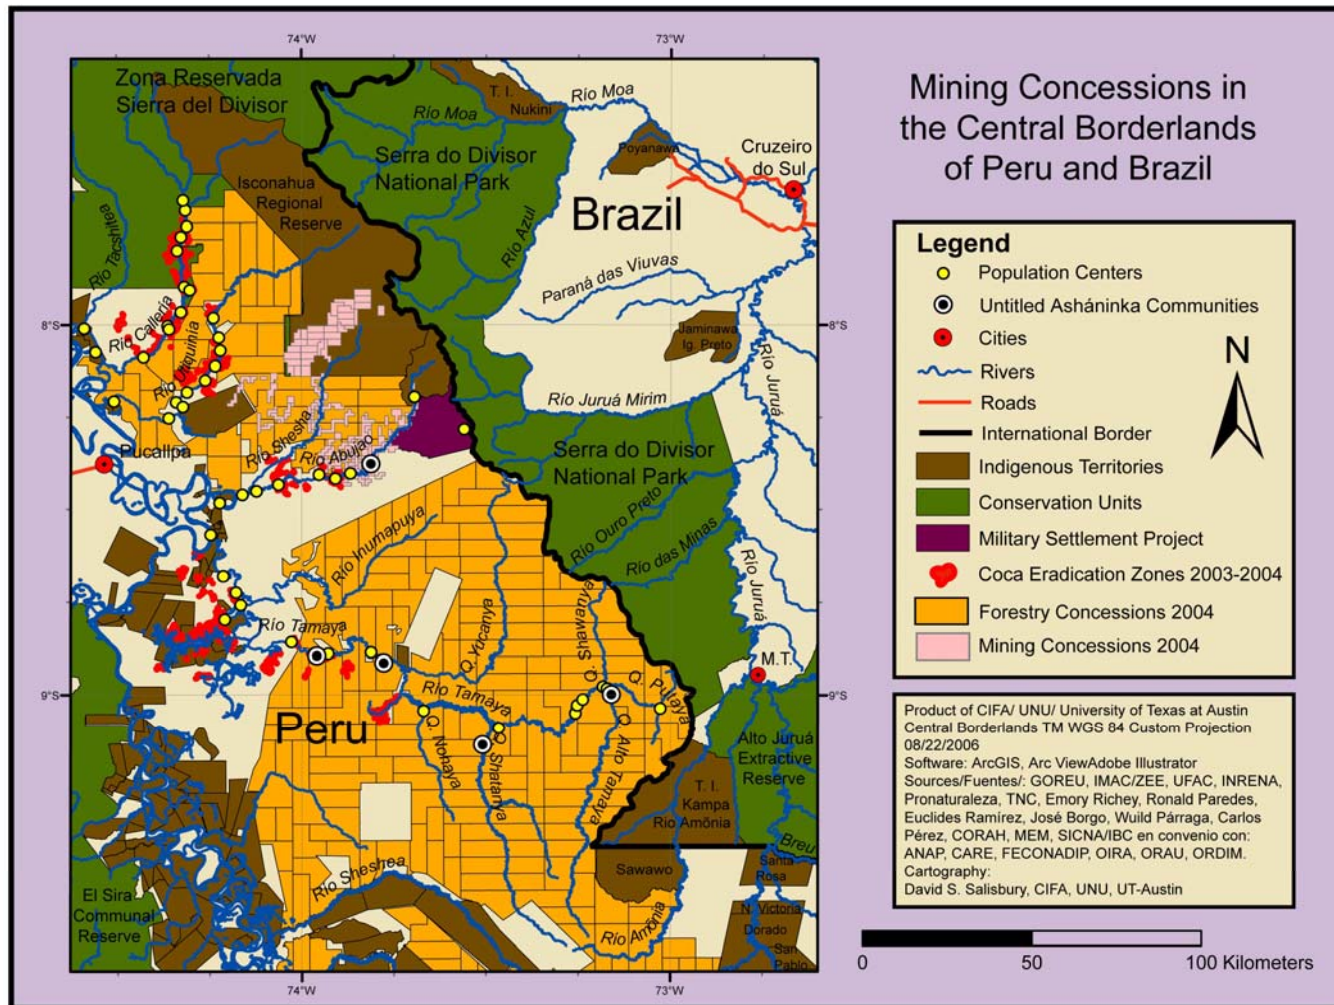 74°W
73°W
Mining Concessions in
the Central Borderlands
of Peru and Brazil
Zona Reservada
Sierra del Divisor
T. I.
Nukini
Río Moa
Río Moa
Poyanawa
Cruzeiro
do Sul
Serra do Divisor
National Park
Isconahua
Regional
Reserve
Brazil
Río Tacshitea
Río Azul
Paraná das Viuvas
8°S
8°S
Río Calleria
Río Utiquinia
Jaminawa
Ig. Preto
Río Juruá
Río Juruá Mirim
Río Shesha
Río Abujao
Pucallpa
Serra do Divisor
National Park
Río Ouro Preto
Río das Minas
Río Inumapuya
Río Juruá
Q. Yucanya
Q. Shawanya
Río Tamaya
M.T.
9°S
9°S
Río Tamaya
Q. Putaya
Peru
Q. Nohaya
Q. Shatanya
Q. Alto Tamaya
Alto Juruá
Extractive
Reserve
T. I.
Kampa
Rio Amônia
Breu
Río Sheshea
Sawawo
Santa
Rosa
El Sira
Communal
Reserve
N. Victoria
Dorado
San
Pablo
Río Amônia
74°W
73°W
Legend
Population Centers
Untitled Asháninka Communities
Cities
Rivers
Roads
International Border
Indigenous Territories
Conservation Units
Military Settlement Project
Coca Eradication Zones 2003-2004
Forestry Concessions 2004
Mining Concessions 2004
N
Product of CIFA/ UNU/ University of Texas at Austin
Central Borderlands TM WGS 84 Custom Projection
08/22/2006
Software: ArcGIS, Arc ViewAdobe Illustrator
Sources/Fuentes/: GOREU, IMAC/ZEE, UFAC, INRENA,
Pronaturaleza, TNC, Emory Richey, Ronald Paredes,
Euclides Ramírez, José Borgo, Wuild Párraga, Carlos
Pérez, CORAH, MEM, SICNA/IBC en convenio con:
ANAP, CARE, FECONADIP, OIRA, ORAU, ORDIM.
Cartography:
David S. Salisbury, CIFA, UNU, UT-Austin
0
50
100 Kilometers